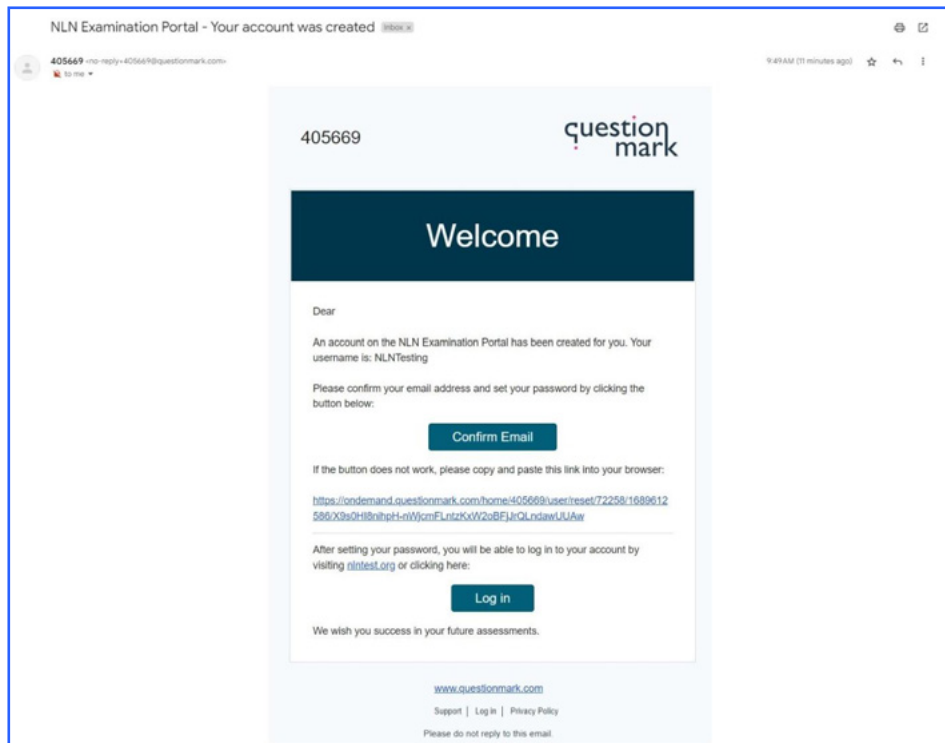 NLN Examination Portal - Your account was created Inbox x
405669 <no-reply+405669@questionmark.com>
9:49 AM (11 minutes ago)
to me
405669
question
mark
Welcome
Dear
An account on the NLN Examination Portal has been created for you. Your
username is: NLNTesting
Please confirm your email address and set your password by clicking the
button below:
Confirm Email
If the button does not work, please copy and paste this link into your browser:
https://ondemand.questionmark.com/home/405669/user/reset/72258/1689612
586/X9s0HI8nihpH-nWjcmFLntzKxW2oBFjJrQLndawUUAw
After setting your password, you will be able to log in to your account by
visiting nlntest.org or clicking here:
Log in
We wish you success in your future assessments.
www.questionmark.com
Support | Log in | Privacy Policy
Please do not reply to this email.